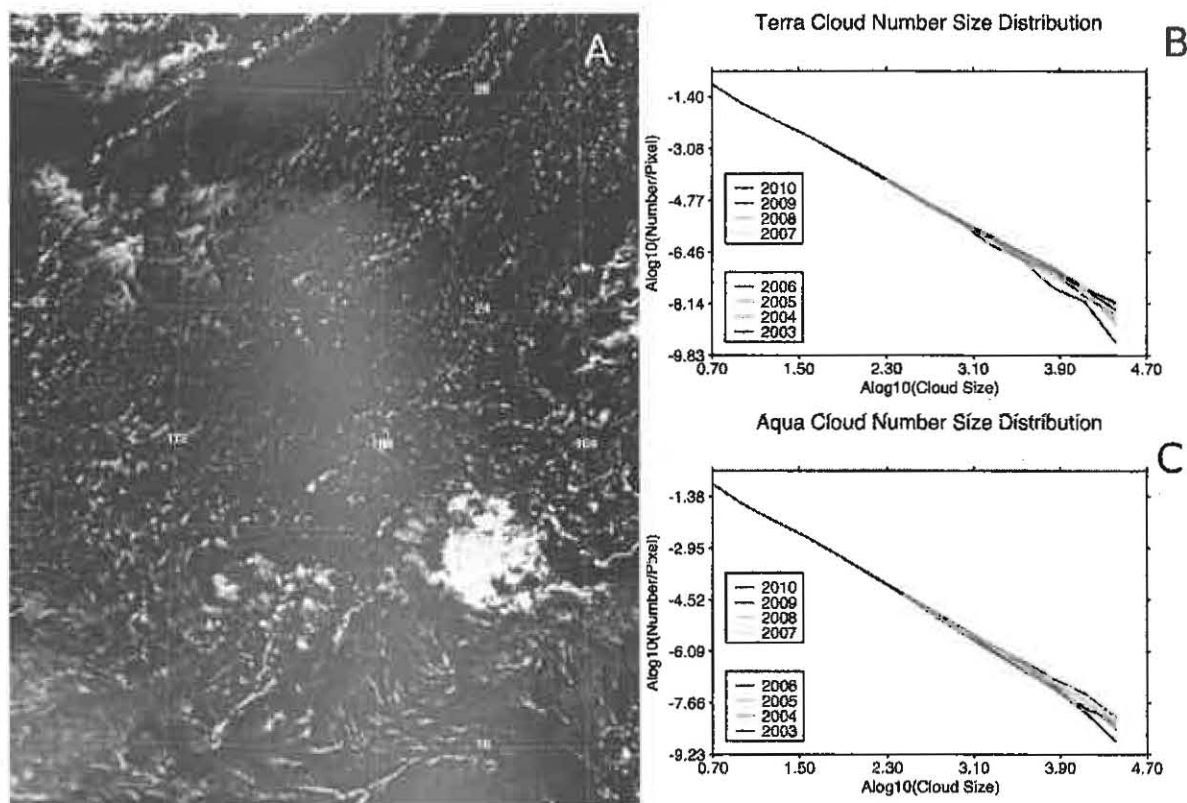 A
Terra Cloud Number Size Distribution
B
Alog10(Number/Pixel)
-1.40
-3.08
-4.77
-6.46
-8.14
-9.83
2010
2009
2008
2007
2006
2005
2004
2003
0.70 1.50 2.30 3.10 3.90 4.70
Alog10(Cloud Size)
Aqua Cloud Number Size Distribution
C
Alog10(Number/Pixel)
-1.38
-2.95
-4.52
-6.09
-7.66
-9.23
2010
2009
2008
2007
2006
2005
2004
2003
0.70 1.50 2.30 3.10 3.90 4.70
Alog10(Cloud Size)